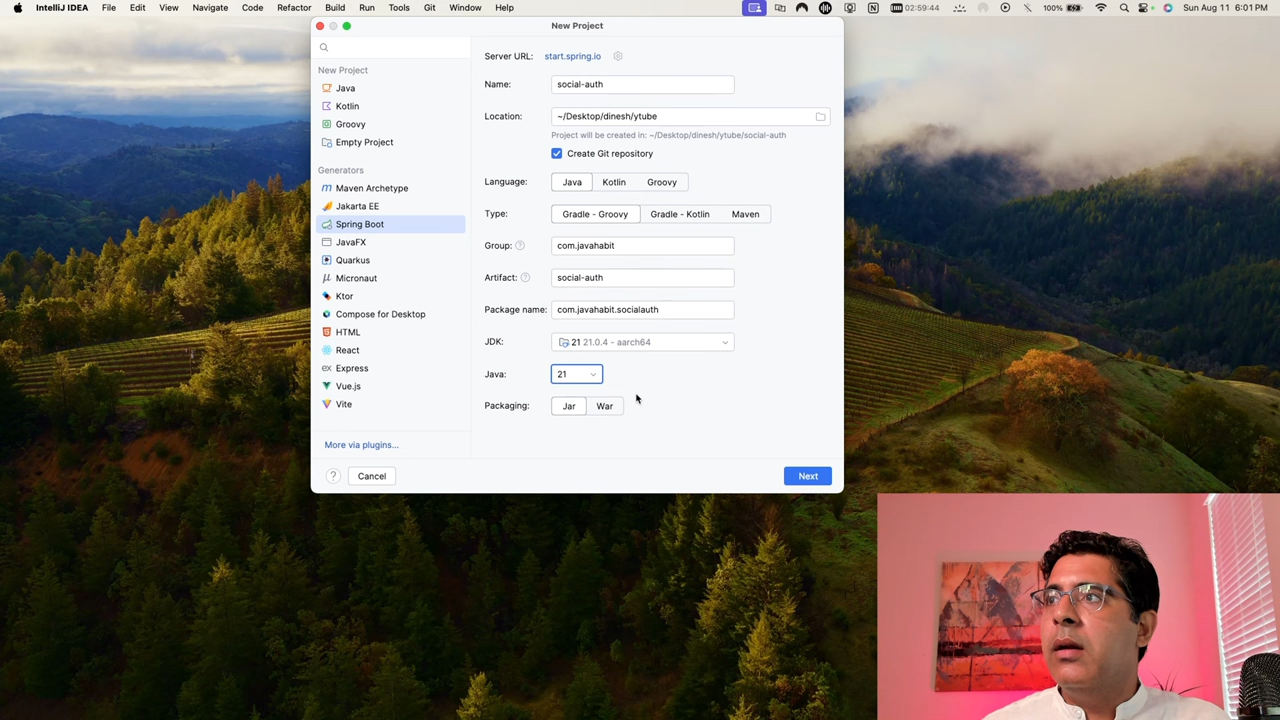 IntelliJ IDEA File Edit View Navigate Code Refactor Build Run Tools Git Window Help 02:59:44 100% Sun Aug 11 6:01 PM
New Project
Server URL: start.spring.io
New Project
Name: social-auth
Java
Kotlin
Location: ~/Desktop/dinesh/ytube
Groovy
Project will be created in: ~/Desktop/dinesh/ytube/social-auth
Empty Project
Create Git repository
Generators
Language: Java Kotlin Groovy
Maven Archetype
Jakarta EE
Type: Gradle - Groovy Gradle - Kotlin Maven
Spring Boot
JavaFX
Group: ? com.javahabit
Quarkus
Micronaut
Artifact: ? social-auth
Ktor
Package name: com.javahabit.socialauth
Compose for Desktop
HTML
JDK: 21 21.0.4 - aarch64
React
ex Express
Java: 21
Vue.js
Vite
Packaging: Jar War
More via plugins...
? Cancel Next